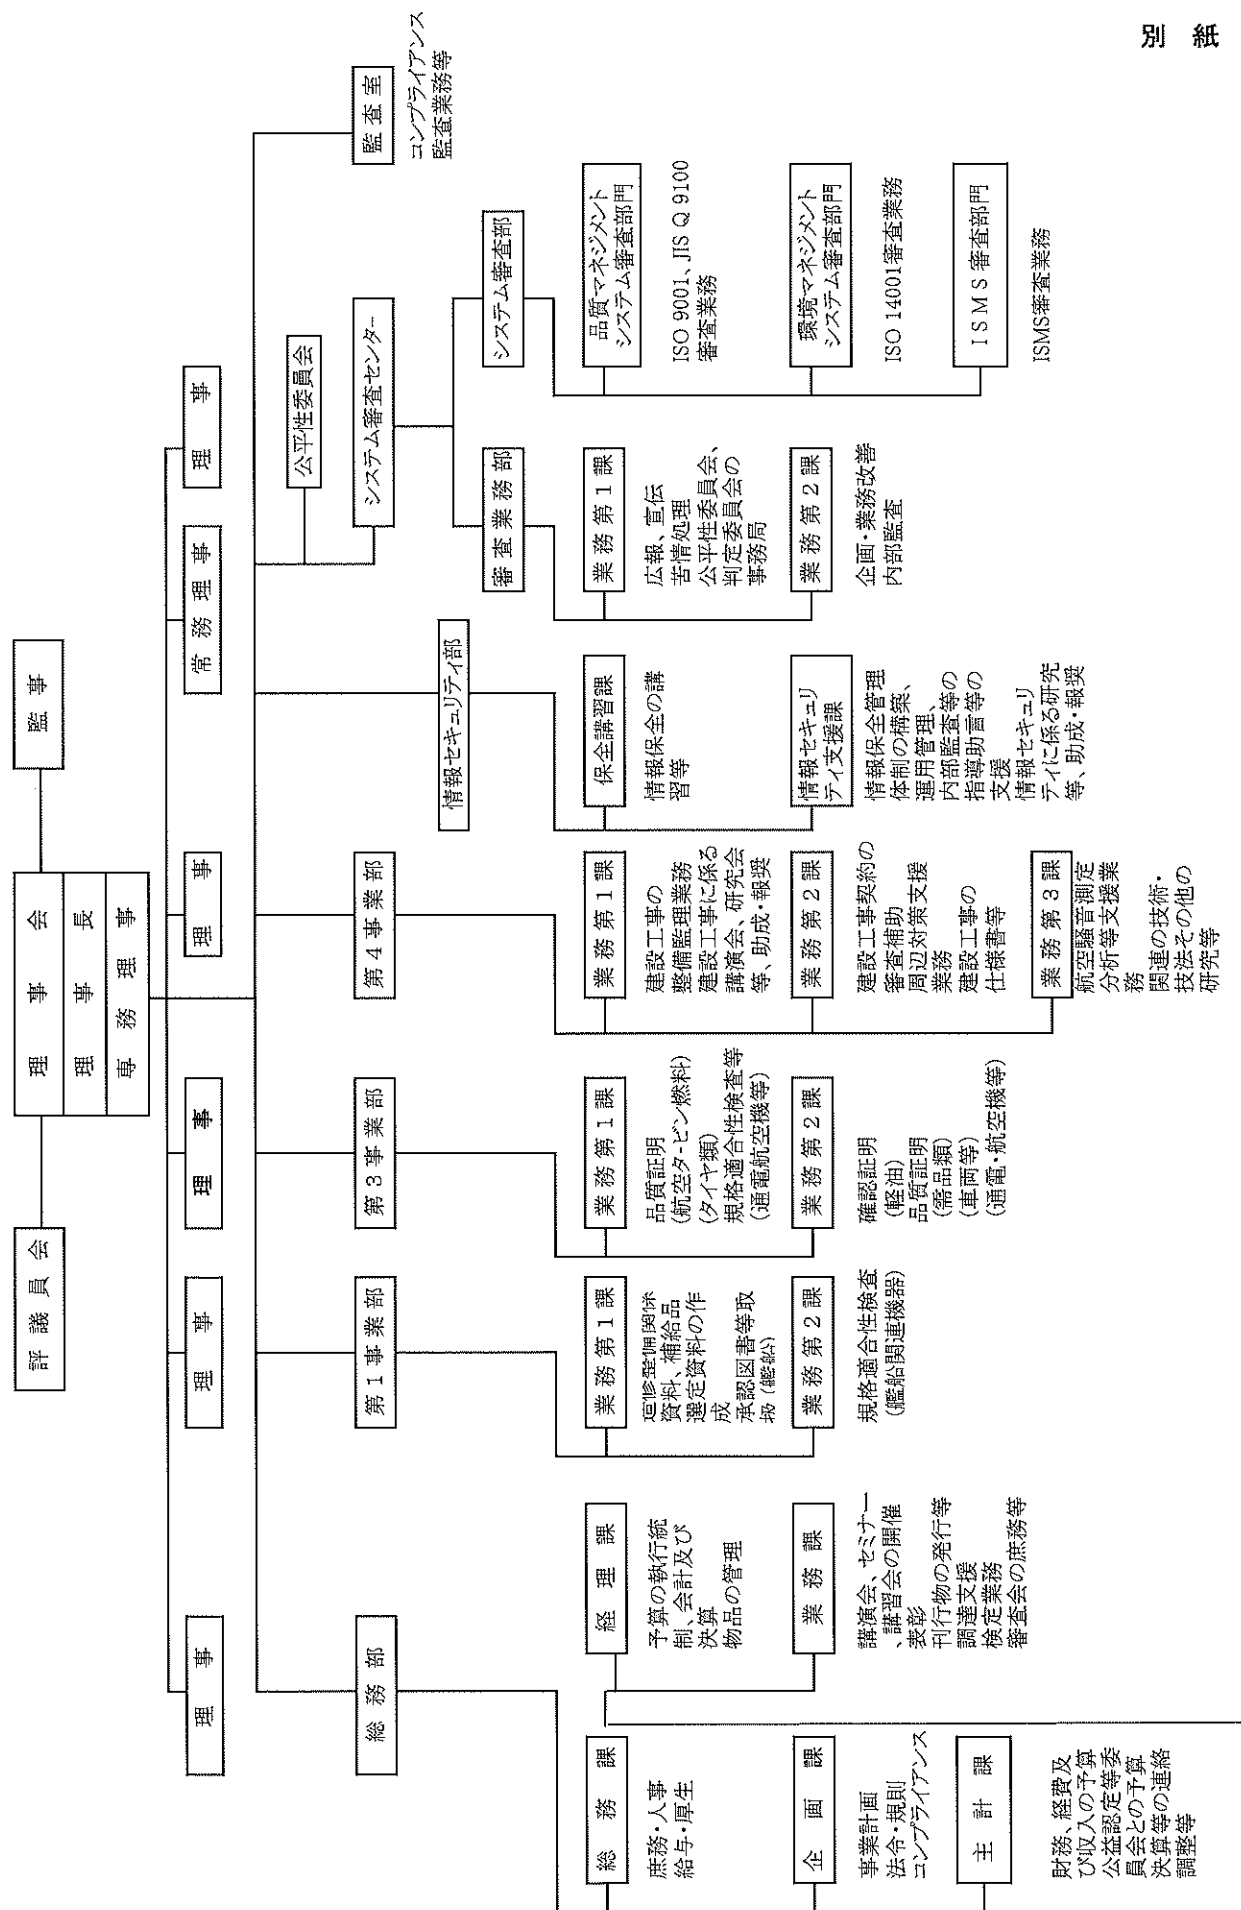 別紙
評議員会
理事会
理事長
専務理事
監事
理事
理事
理事
理事
常務理事
理事
総務部
総務課
庶務・人事
給与・厚生
企画課
事業計画
法令・規則
コンプライアンス
主計課
財務、経費及
び収入の予算
公益認定等委
員会との予算
決算等の連絡
調整等
経理課
予算の執行統
制、会計及び
決算
物品の管理
業務課
講演会、セミナー
、講習会の開催
表彰
刊行物の発行等
調達支援
検定業務
審査会の庶務等
第1事業部
業務第1課
造修整備関係
資料、補給品
選定資料の作
成
承認図書等取
扱(艦船)
業務第2課
規格適合性検査
(艦船関連機器)
第3事業部
業務第1課
品質証明
(航空タービン燃料)
(タイヤ類)
規格適合性検査等
(通電航空機等)
業務第2課
確認証明
(軽油)
品質証明
(需品類)
(車両等)
(通電・航空機等)
第4事業部
業務第1課
建設工事の
整備監理業務
建設工事に係る
講演会、研究会
等、助成・報奨
業務第2課
建設工事契約の
審査補助
周辺対策支援
業務
建設工事の
仕様書等
業務第3課
航空騒音測定
分析等支援業
務
関連の技術・
技法その他の
研究等
情報セキュリティ部
保全講習課
情報保全の講
習等
情報セキュリ
ティ支援課
情報保全管理
体制の構築、
運用管理、
内部監査等の
指導助言等の
支援
情報セキュリ
ティに係る研究
等、助成・報奨
公平性委員会
システム審査センター
審査業務部
業務第1課
広報、宣伝
苦情処理
公平性委員会、
判定委員会の
事務局
業務第2課
企画・業務改善
内部監査
システム審査部
品質マネジメント
システム審査部門
ISO 9001、JIS Q 9100
審査業務
環境マネジメント
システム審査部門
ISO 14001審査業務
ISMS審査部門
ISMS審査業務
監査室
コンプライアンス
監査業務等